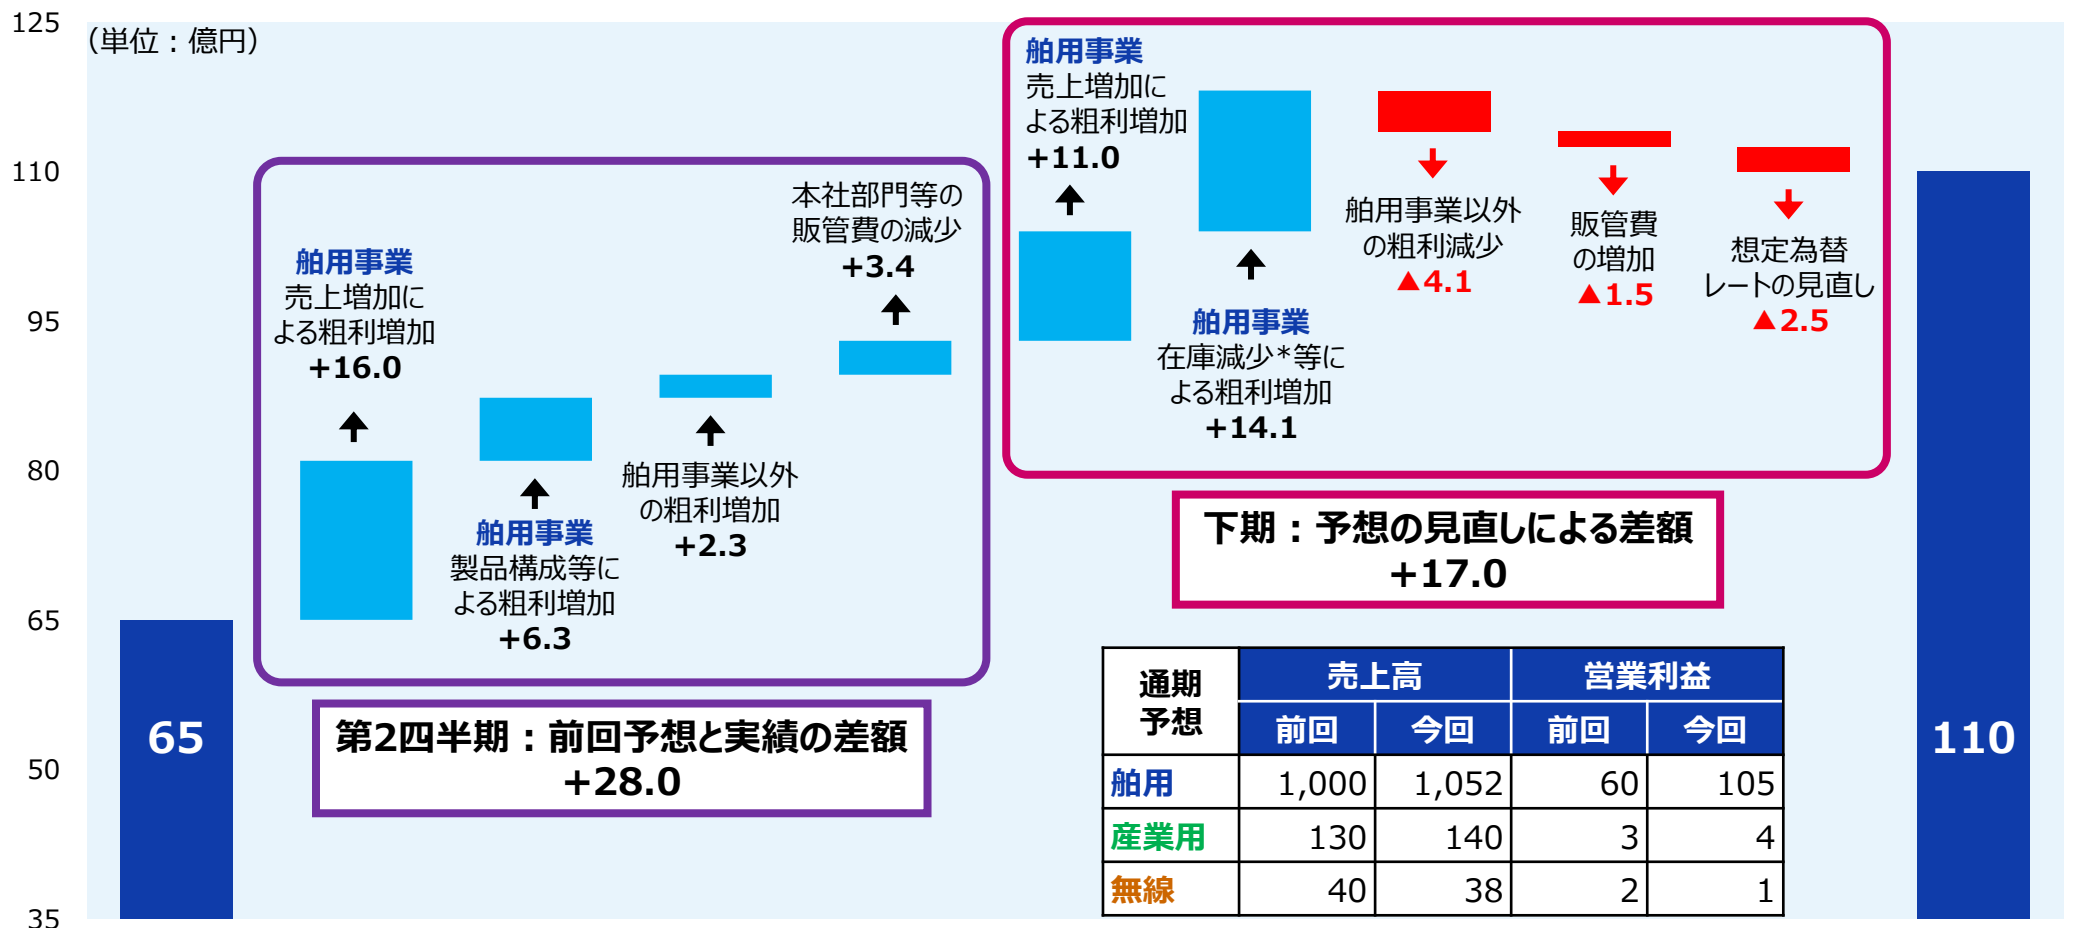 125
110
95
80
65
50
35
(単位：億円)
65
舶用事業
売上増加に
よる粗利増加
+16.0
舶用事業
製品構成等に
よる粗利増加
+6.3
舶用事業以外
の粗利増加
+2.3
本社部門等の
販管費の減少
+3.4
第2四半期：前回予想と実績の差額
+28.0
舶用事業
売上増加に
よる粗利増加
+11.0
舶用事業
在庫減少*等に
よる粗利増加
+14.1
舶用事業以外
の粗利減少
▲4.1
販管費
の増加
▲1.5
想定為替
レートの見直し
▲2.5
下期：予想の見直しによる差額
+17.0
通期
予想
売上高 営業利益
前回 今回 前回 今回
舶用 1,000 1,052 60 105
産業用 130 140 3 4
無線 40 38 2 1
110